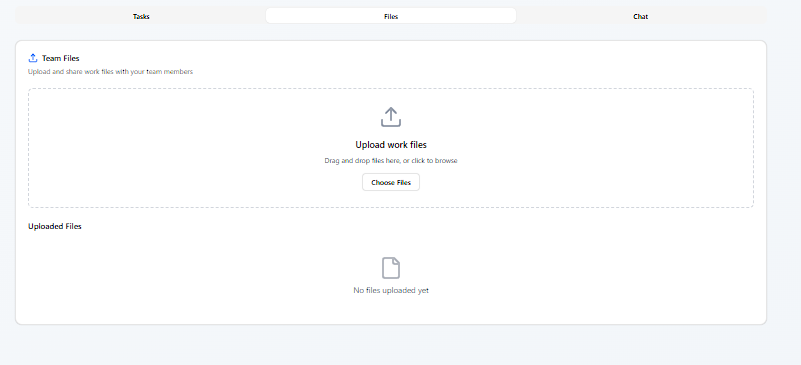 Tasks
Files
Chat
Team Files
Upload and share work files with your team members
Upload work files
Drag and drop files here, or click to browse
Choose Files
Uploaded Files
No files uploaded yet